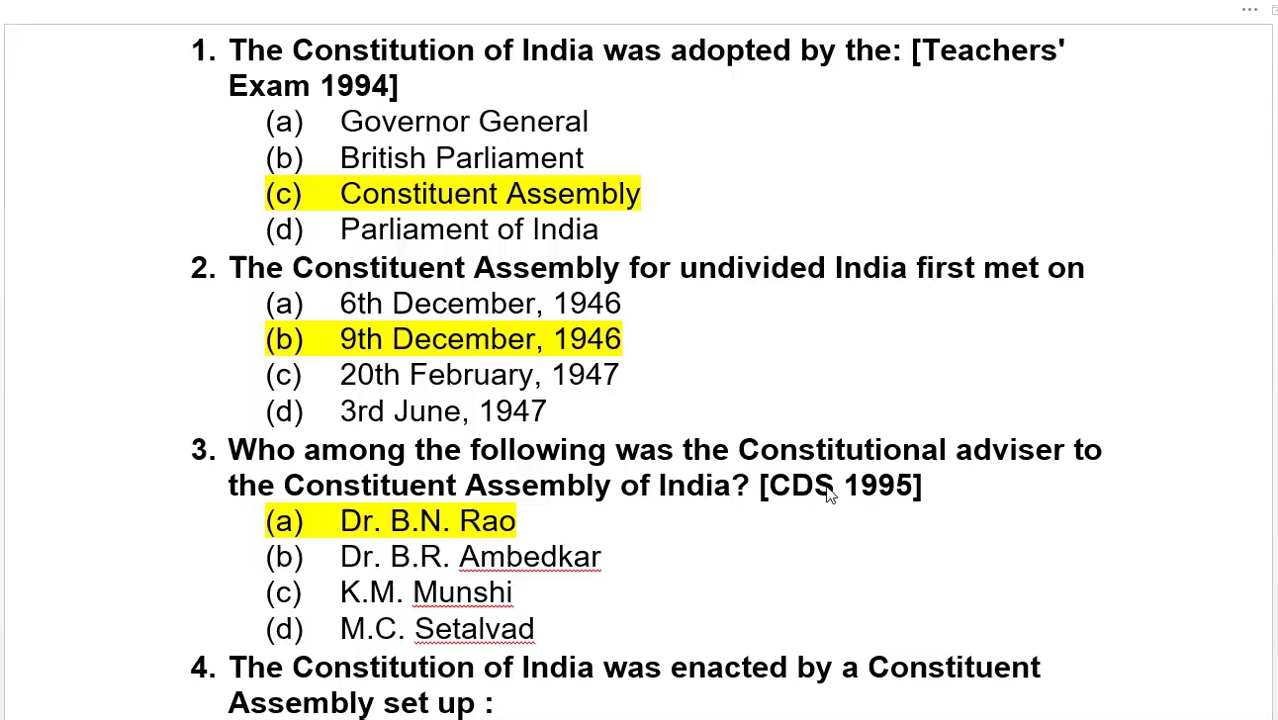 1. The Constitution of India was adopted by the: [Teachers'
Exam 1994]
(a) Governor General
(b) British Parliament
(c) Constituent Assembly
(d) Parliament of India
2. The Constituent Assembly for undivided India first met on
(a) 6th December, 1946
(b) 9th December, 1946
(c) 20th February, 1947
(d) 3rd June, 1947
3. Who among the following was the Constitutional adviser to
the Constituent Assembly of India? [CDS 1995]
(a) Dr. B.N. Rao
(b) Dr. B.R. Ambedkar
(c) K.M. Munshi
(d) M.C. Setalvad
4. The Constitution of India was enacted by a Constituent
Assembly set up :